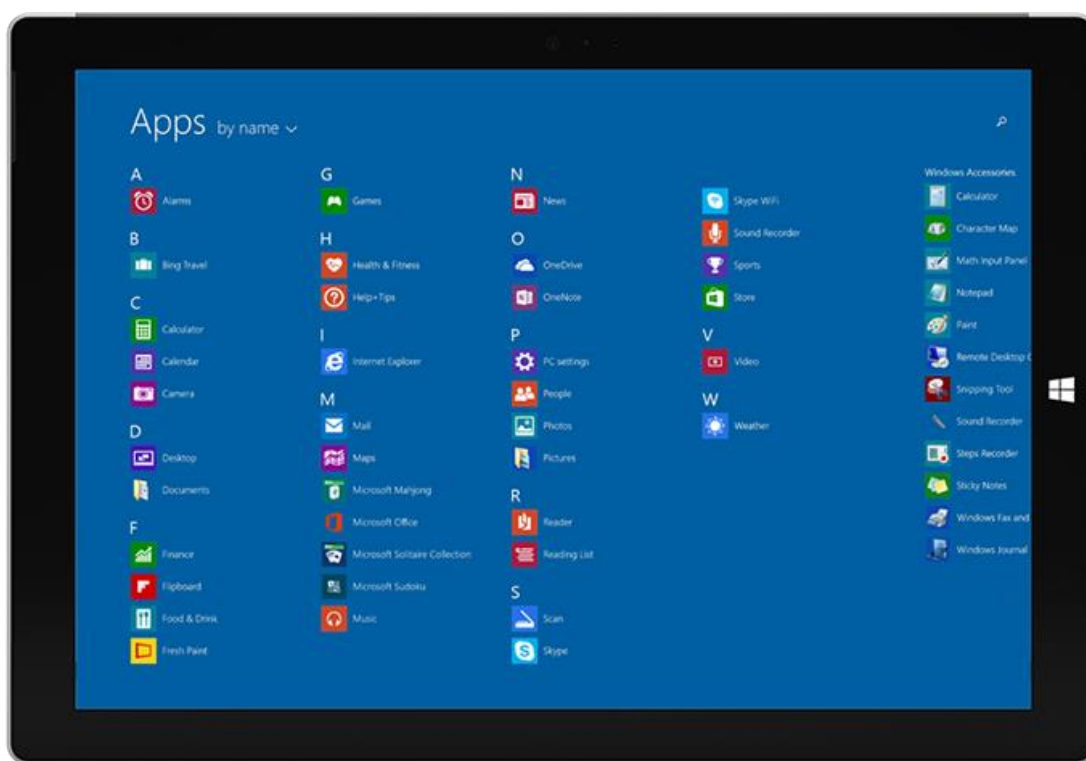 Apps by name
A
Alarms
B
Bing Travel
C
Calculator
Calendar
Camera
D
Desktop
Documents
F
Finance
Flipboard
Food & Drink
Fresh Paint
G
Games
H
Health & Fitness
Help+Tips
I
Internet Explorer
M
Mail
Maps
Microsoft Mahjong
Microsoft Office
Microsoft Solitaire Collection
Microsoft Sudoku
Music
N
News
O
OneDrive
OneNote
P
PC settings
People
Photos
Pictures
R
Reader
Reading List
S
Scan
Skype
Skype WiFi
Sound Recorder
Sports
Store
V
Video
W
Weather
Windows Accessories
Calculator
Character Map
Math Input Panel
Notepad
Paint
Remote Desktop C
Snipping Tool
Sound Recorder
Steps Recorder
Sticky Notes
Windows Fax and
Windows Journal